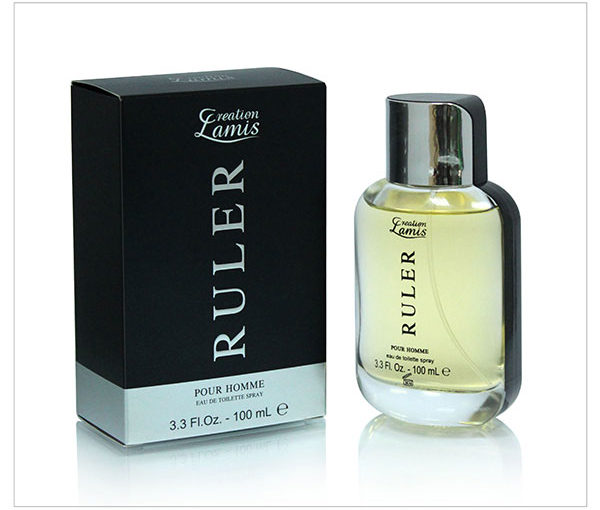 Creation
Lamis
RULER
POUR HOMME
EAU DE TOILETTE SPRAY
3.3 Fl.Oz. - 100 mL ℮
Creation
Lamis
RULER
POUR HOMME
eau de toilette spray
3.3 Fl.Oz. - 100 mL ℮